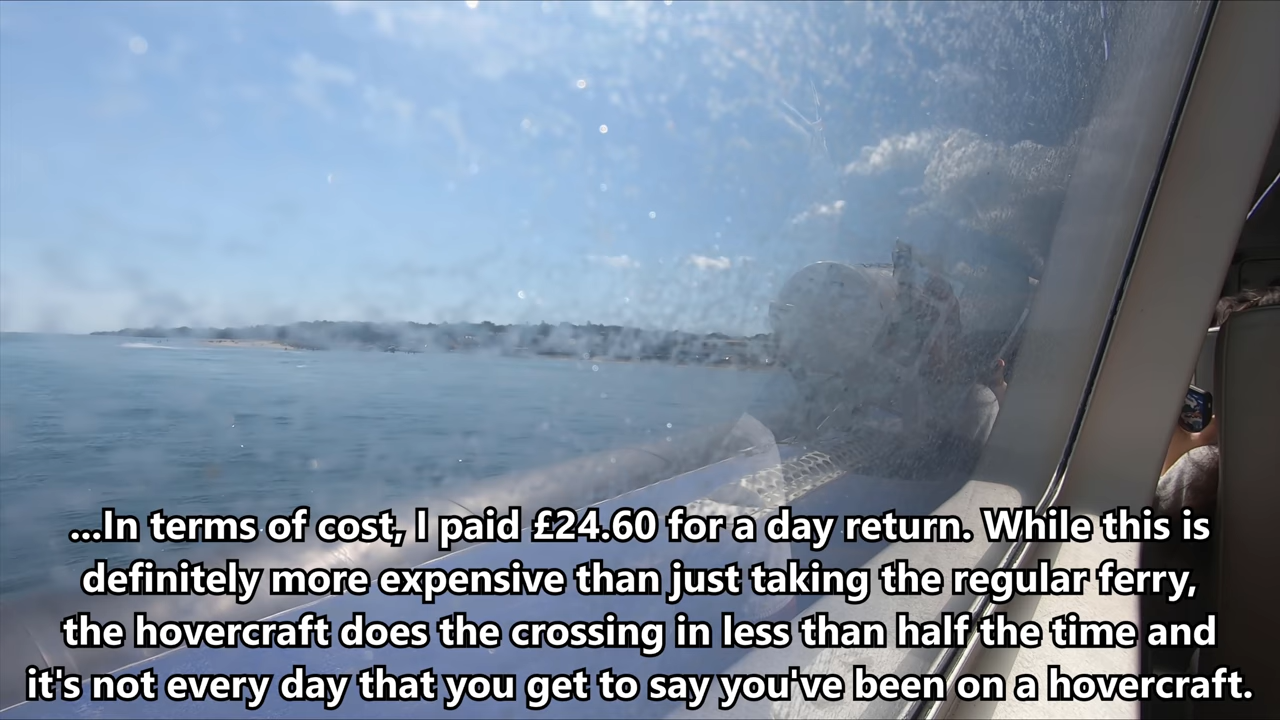 ...In terms of cost, I paid £24.60 for a day return. While this is
definitely more expensive than just taking the regular ferry,
the hovercraft does the crossing in less than half the time and
it's not every day that you get to say you've been on a hovercraft.